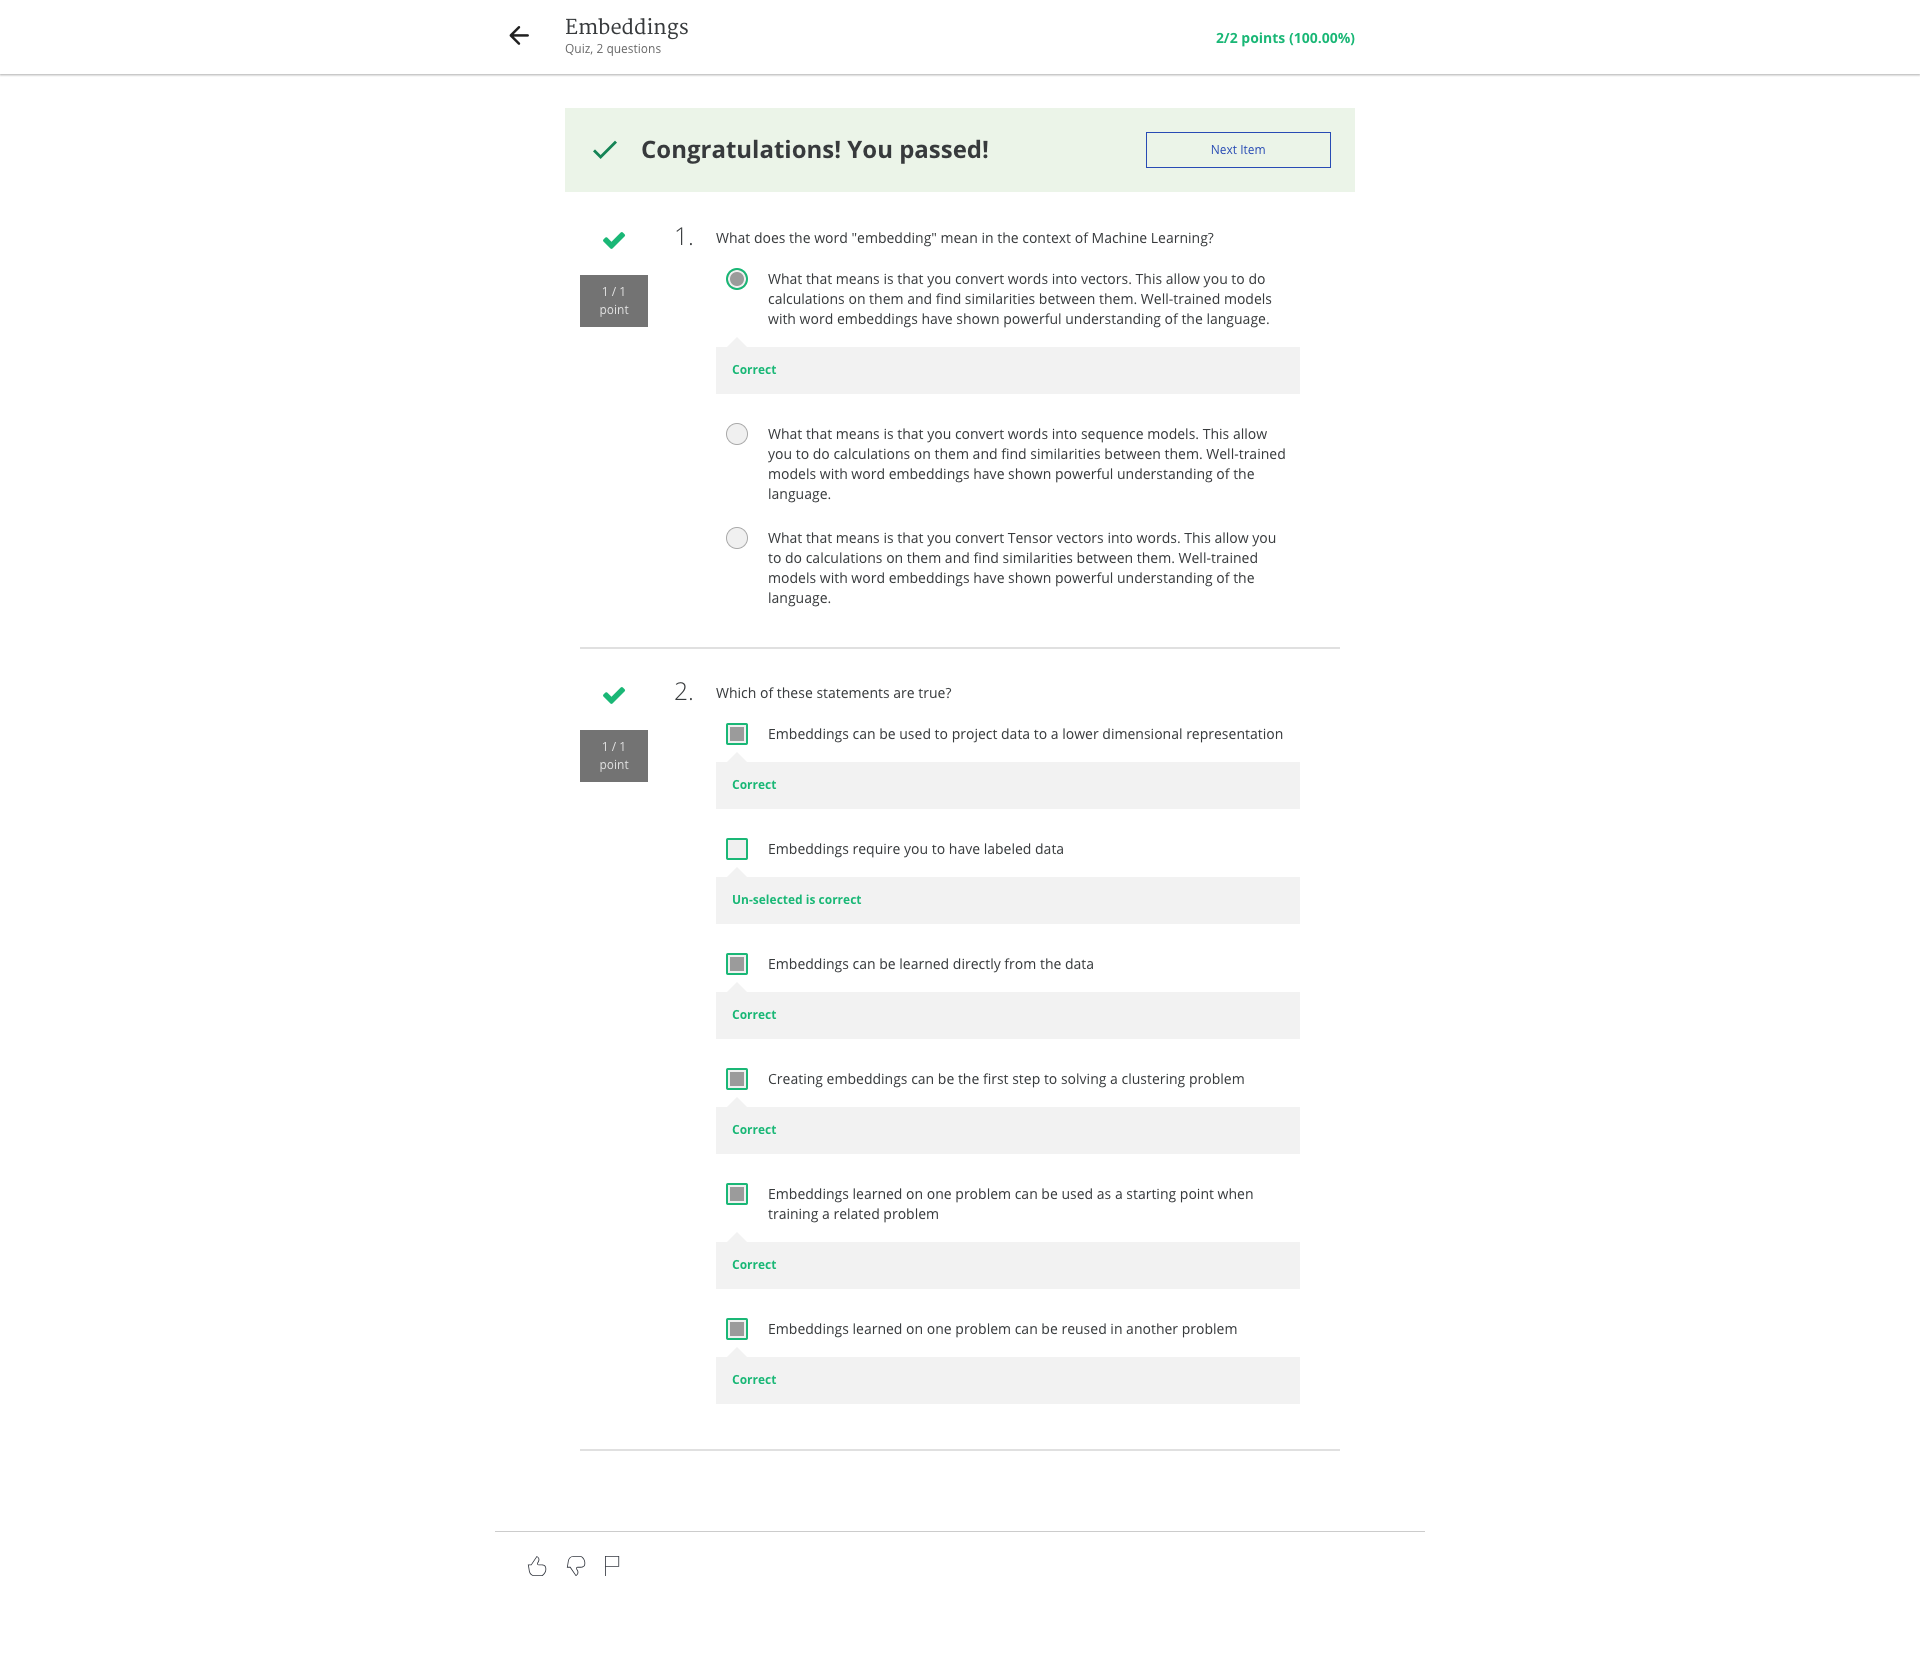 Embeddings
Quiz, 2 questions
2/2 points (100.00%)
Congratulations! You passed!
Next Item
1 / 1
point
1.
What does the word "embedding" mean in the context of Machine Learning?
What that means is that you convert words into vectors. This allow you to do
calculations on them and find similarities between them. Well-trained models
with word embeddings have shown powerful understanding of the language.
Correct
What that means is that you convert words into sequence models. This allow
you to do calculations on them and find similarities between them. Well-trained
models with word embeddings have shown powerful understanding of the
language.
What that means is that you convert Tensor vectors into words. This allow you
to do calculations on them and find similarities between them. Well-trained
models with word embeddings have shown powerful understanding of the
language.
1 / 1
point
2.
Which of these statements are true?
Embeddings can be used to project data to a lower dimensional representation
Correct
Embeddings require you to have labeled data
Un-selected is correct
Embeddings can be learned directly from the data
Correct
Creating embeddings can be the first step to solving a clustering problem
Correct
Embeddings learned on one problem can be used as a starting point when
training a related problem
Correct
Embeddings learned on one problem can be reused in another problem
Correct